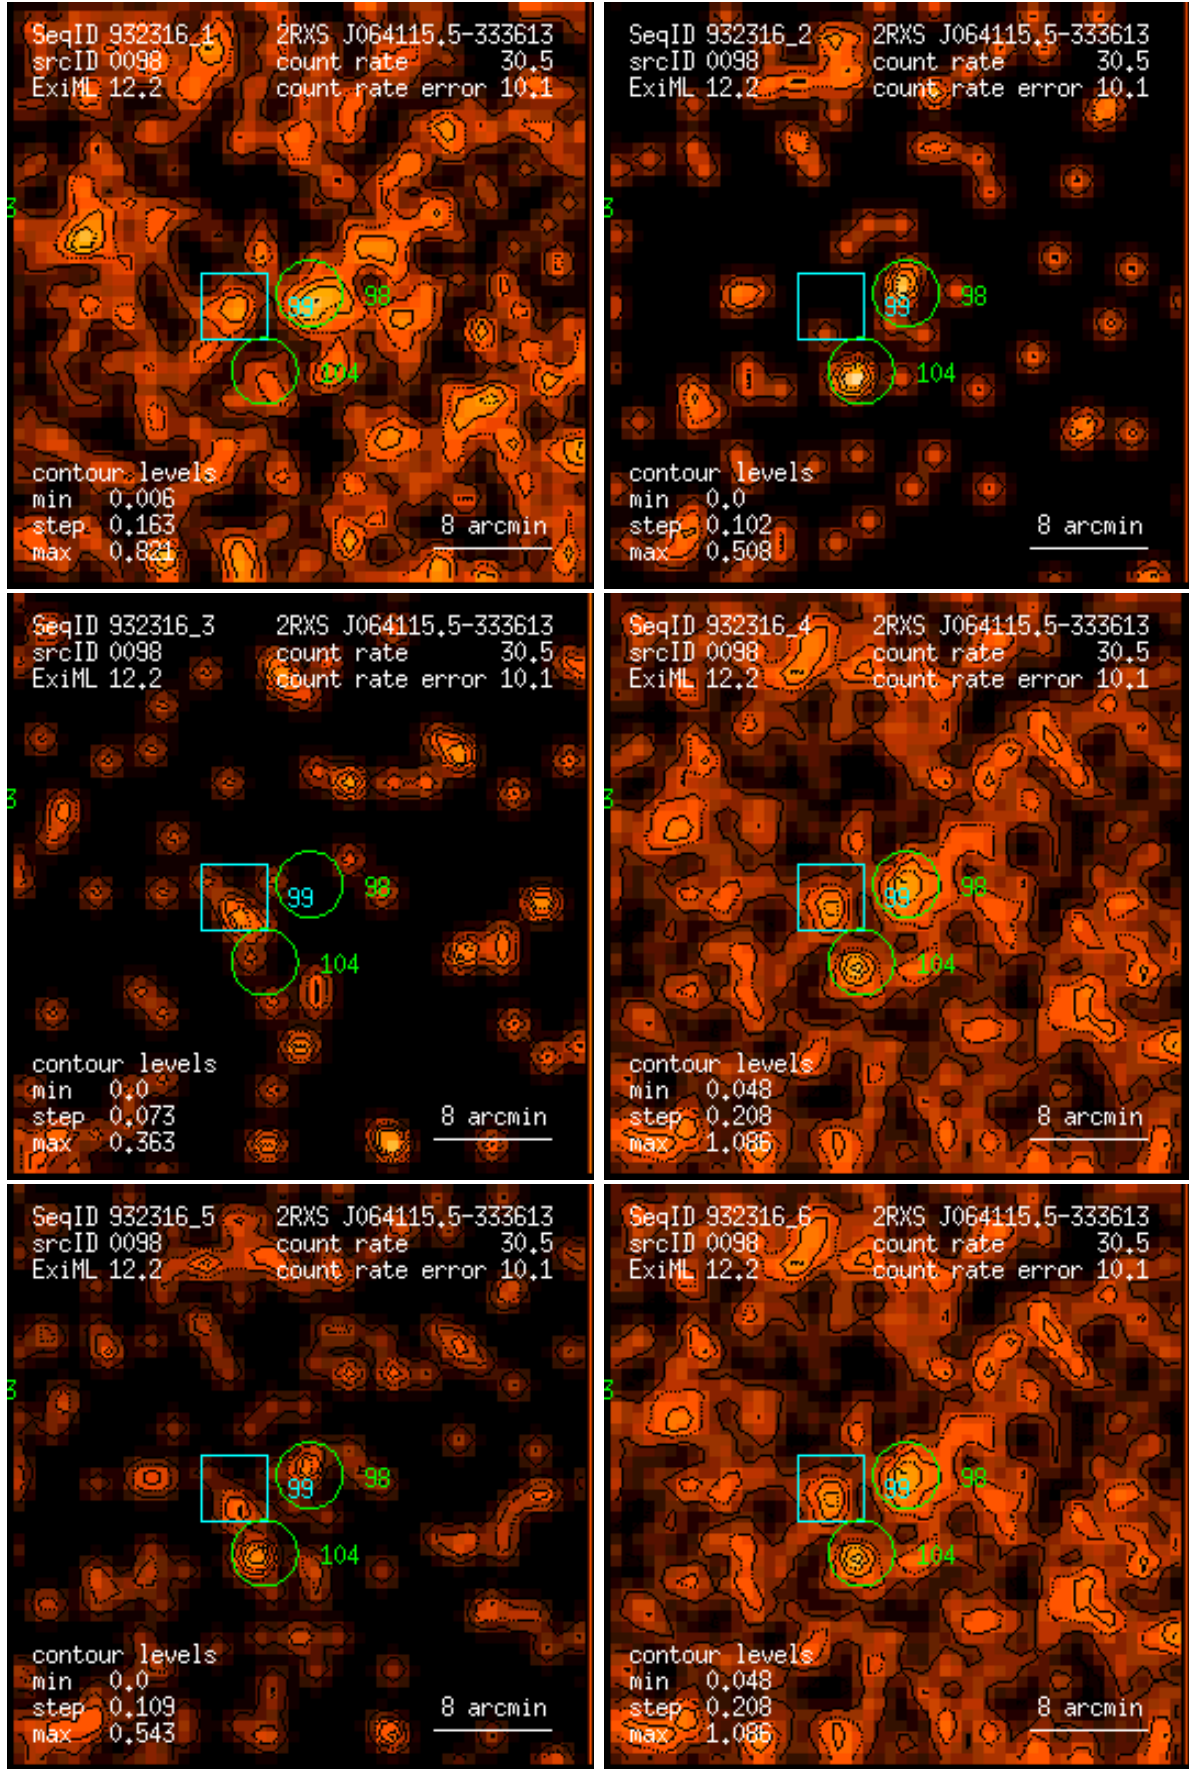 SeqID 932316_1 2RXS J064115.5-333613
srcID 0098 count rate 30.5
ExiML 12.2 count rate error 10.1
3
99 98
104
contour levels
min 0.006
step 0.163 8 arcmin
max 0.821
SeqID 932316_2 2RXS J064115.5-333613
srcID 0098 count rate 30.5
ExiML 12.2 count rate error 10.1
3
99 98
104
contour levels
min 0.0
step 0.102 8 arcmin
max 0.508
SeqID 932316_3 2RXS J064115.5-333613
srcID 0098 count rate 30.5
ExiML 12.2 count rate error 10.1
3
99 98
104
contour levels
min 0.0
step 0.073 8 arcmin
max 0.363
SeqID 932316_4 2RXS J064115.5-333613
srcID 0098 count rate 30.5
ExiML 12.2 count rate error 10.1
3
99 98
104
contour levels
min 0.048
step 0.208 8 arcmin
max 1.086
SeqID 932316_5 2RXS J064115.5-333613
srcID 0098 count rate 30.5
ExiML 12.2 count rate error 10.1
3
99 98
104
contour levels
min 0.0
step 0.109 8 arcmin
max 0.543
SeqID 932316_6 2RXS J064115.5-333613
srcID 0098 count rate 30.5
ExiML 12.2 count rate error 10.1
3
99 98
104
contour levels
min 0.048
step 0.208 8 arcmin
max 1.086